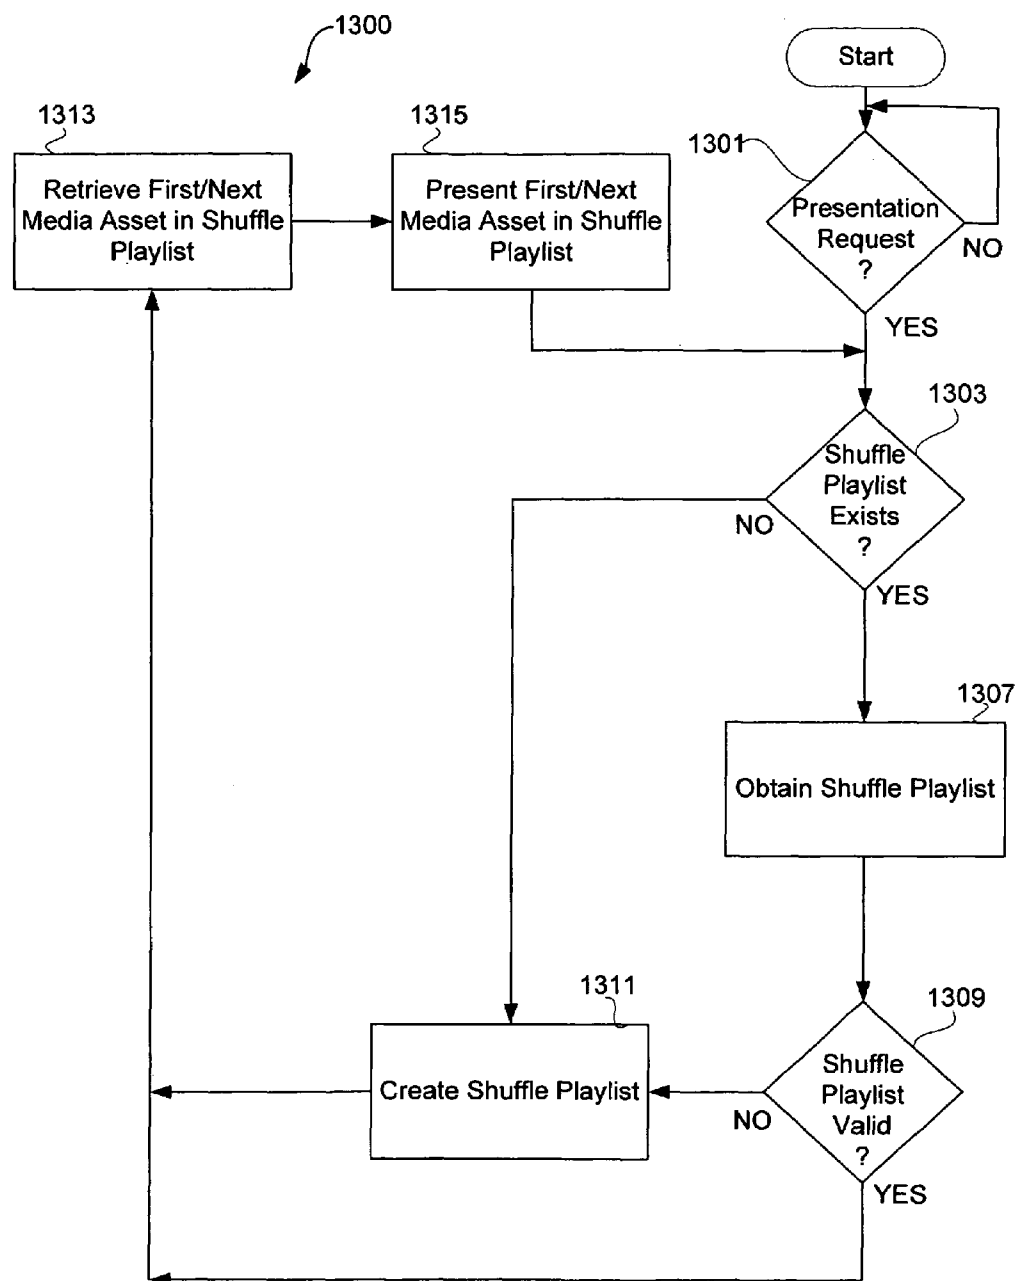 1300
Start
1313
Retrieve First/Next
Media Asset in Shuffle
Playlist
1315
Present First/Next
Media Asset in Shuffle
Playlist
1301
Presentation
Request
?
NO
YES
1303
Shuffle
Playlist
Exists
?
NO
YES
1307
Obtain Shuffle Playlist
1311
Create Shuffle Playlist
1309
Shuffle
Playlist
Valid
?
NO
YES